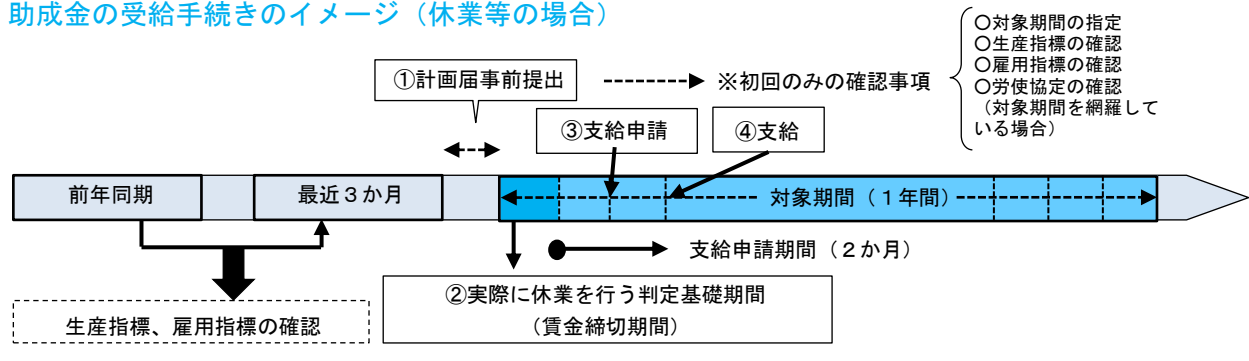 助成金の受給手続きのイメージ（休業等の場合）
①計画届事前提出
※初回のみの確認事項
〇対象期間の指定
〇生産指標の確認
〇雇用指標の確認
〇労使協定の確認
（対象期間を網羅して
いる場合）
③支給申請
④支給
前年同期
最近３か月
対象期間（１年間）
支給申請期間（２か月）
②実際に休業を行う判定基礎期間
（賃金締切期間）
生産指標、雇用指標の確認